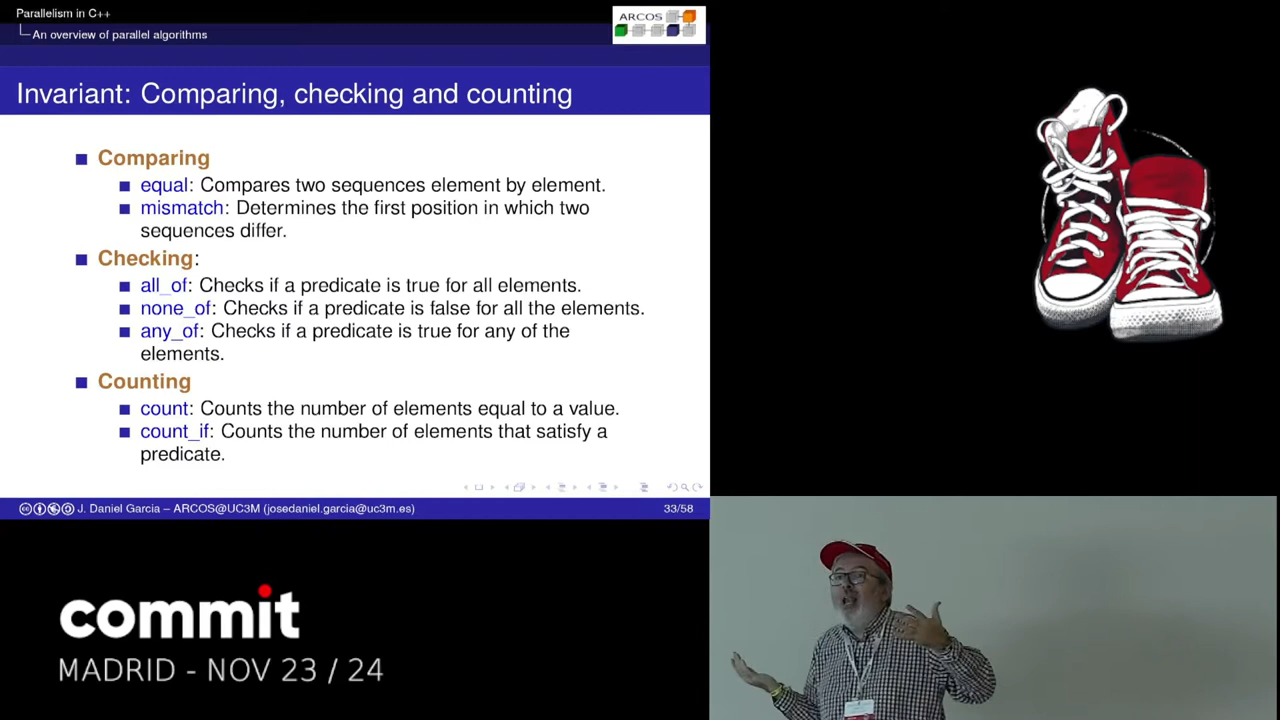 Parallelism in C++
An overview of parallel algorithms
ARCOS
Invariant: Comparing, checking and counting
Comparing
equal: Compares two sequences element by element.
mismatch: Determines the first position in which two
sequences differ.
Checking:
all_of: Checks if a predicate is true for all elements.
none_of: Checks if a predicate is false for all the elements.
any_of: Checks if a predicate is true for any of the
elements.
Counting
count: Counts the number of elements equal to a value.
count_if: Counts the number of elements that satisfy a
predicate.
J. Daniel Garcia – ARCOS@UC3M (josedaniel.garcia@uc3m.es)
33/58
commit
MADRID - NOV 23 / 24